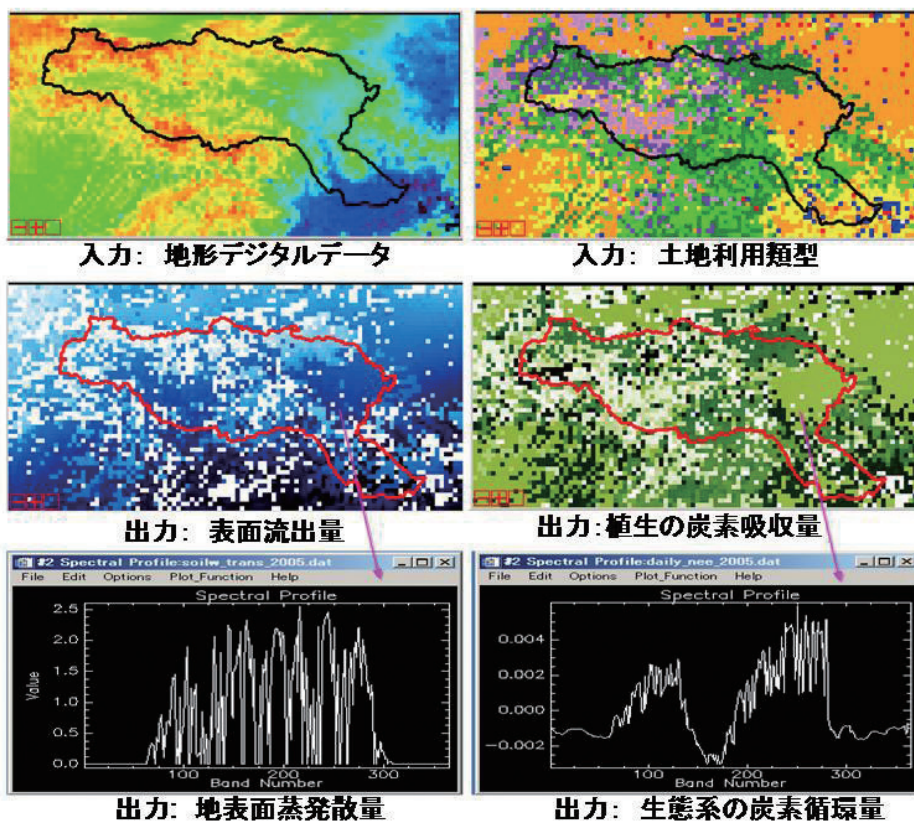 入力： 地形デジタルデータ
入力： 土地利用類型
出力： 表面流出量
出力：植生の炭素吸収量
#2 Spectral Profile:soilw_trans_2005.dat
File Edit Options Plot_Function Help
Spectral Profile
2.5
2.0
1.5
1.0
0.5
0.0
Value
100 200 300
Band Number
出力： 地表面蒸発散量
#2 Spectral Profile:daily_nee_2005.dat
File Edit Options Plot_Function Help
Spectral Profile
0.004
0.002
0.000
-0.002
100 200 300
Band Number
出力： 生態系の炭素循環量